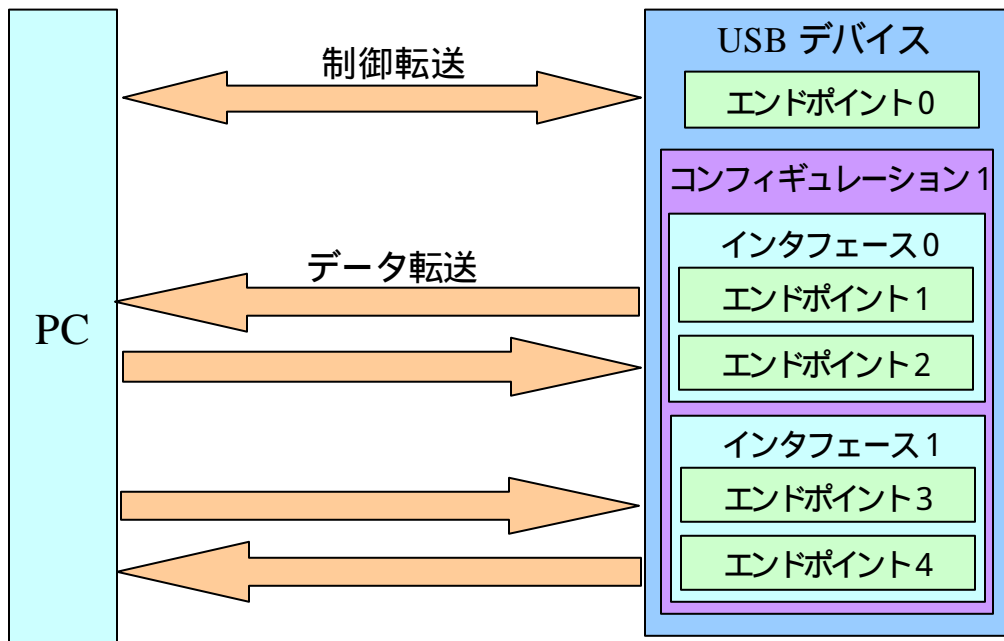 USB デバイス
制御転送
エンドポイント0
コンフィギュレーション1
インタフェース0
データ転送
エンドポイント1
PC
エンドポイント2
インタフェース1
エンドポイント3
エンドポイント4